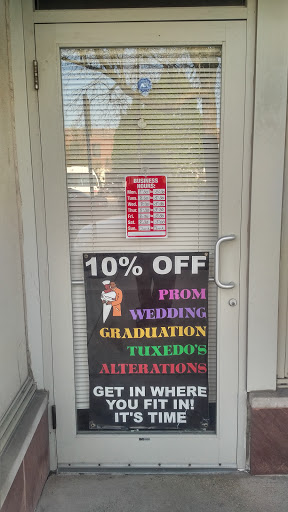 BUSINESS
HOURS:
Mon.
Tues.
Wed.
Thur.
Fri.
Sat.
Sun.
10% OFF
PROM
WEDDING
GRADUATION
TUXEDO'S
ALTERATIONS
GET IN WHERE
YOU FIT IN!
IT'S TIME